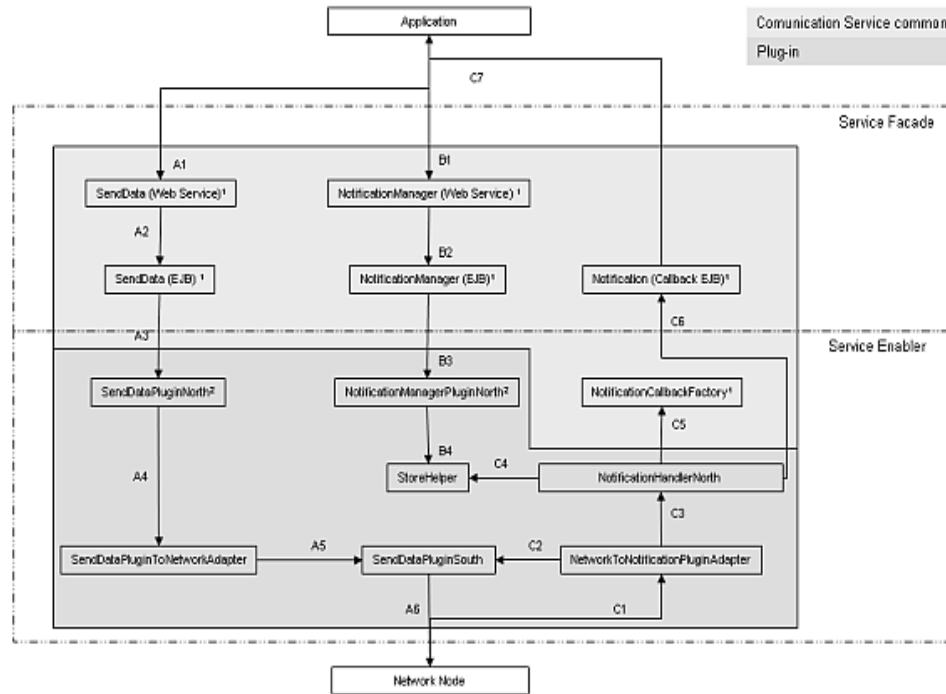 Application
Comunication Service common
Plug-in
C7
Service Facade
A1
B1
SendData (Web Service)¹
NotificationManager (Web Service) ¹
A2
B2
SendData (EJB) ¹
NotificationManager (EJB)¹
Notification (Callback EJB)¹
A3
C6
Service Enabler
B3
SendDataPluginNorth²
NotificationManagerPluginNorth²
NotificationCallbackFactory¹
C5
A4
B4
C4
StoreHelper
NotificationHandlerNorth
C3
A5
C2
SendDataPluginToNetworkAdapter
SendDataPluginSouth
NetworkToNotificationPluginAdapter
A6
C1
Network Node